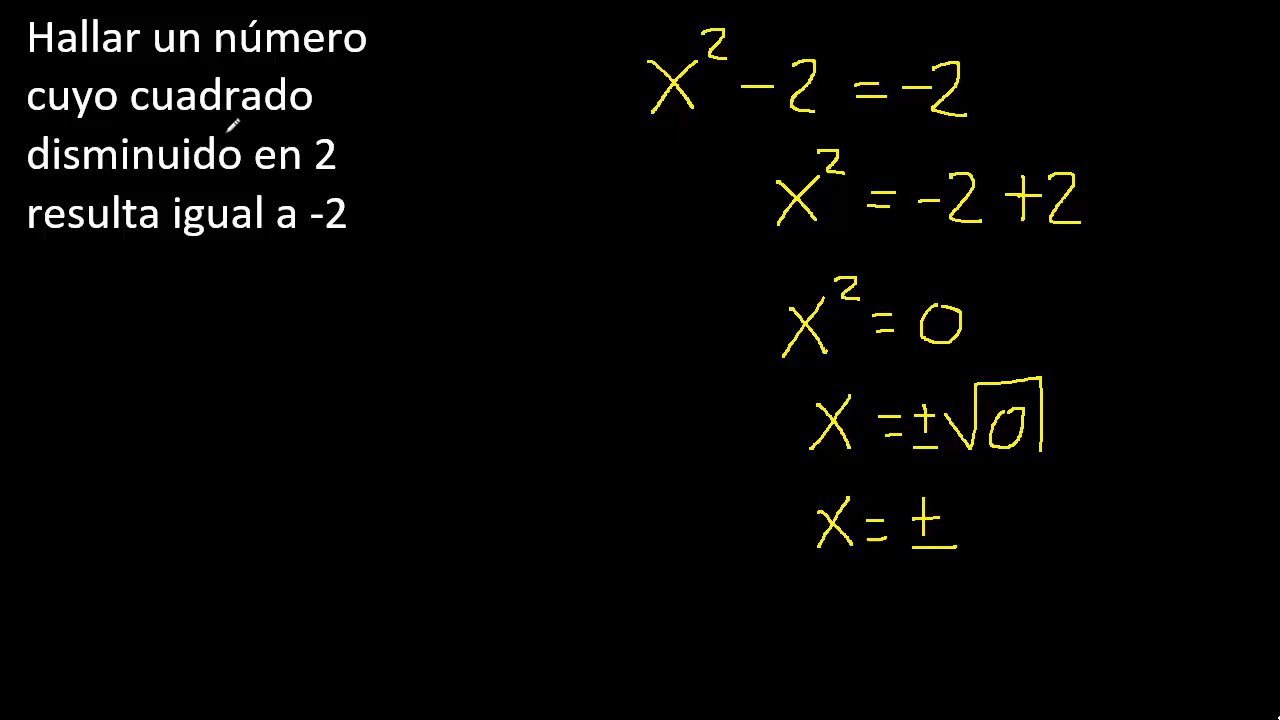 Hallar un número
cuyo cuadrado
disminuido en 2
resulta igual a -2
x² - 2 = -2
x² = -2 + 2
x² = 0
x = ±√0
x = ±